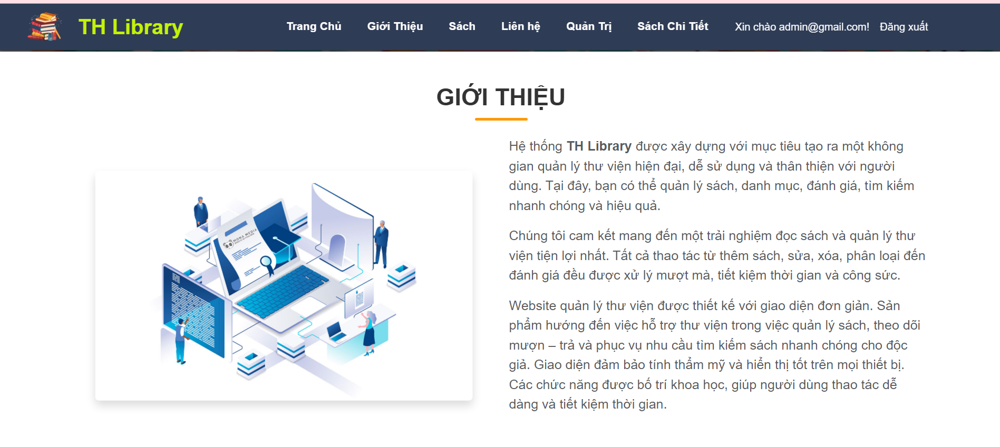 TH Library
Trang Chủ
Giới Thiệu
Sách
Liên hệ
Quản Trị
Sách Chi Tiết
Xin chào admin@gmail.com!
Đăng xuất
GIỚI THIỆU
MONA MEDIA
Hệ thống TH Library được xây dựng với mục tiêu tạo ra một không
gian quản lý thư viện hiện đại, dễ sử dụng và thân thiện với người
dùng. Tại đây, bạn có thể quản lý sách, danh mục, đánh giá, tìm kiếm
nhanh chóng và hiệu quả.
Chúng tôi cam kết mang đến một trải nghiệm đọc sách và quản lý thư
viện tiện lợi nhất. Tất cả thao tác từ thêm sách, sửa, xóa, phân loại đến
đánh giá đều được xử lý mượt mà, tiết kiệm thời gian và công sức.
Website quản lý thư viện được thiết kế với giao diện đơn giản. Sản
phẩm hướng đến việc hỗ trợ thư viện trong việc quản lý sách, theo dõi
mượn – trả và phục vụ nhu cầu tìm kiếm sách nhanh chóng cho độc
giả. Giao diện đảm bảo tính thẩm mỹ và hiển thị tốt trên mọi thiết bị.
Các chức năng được bố trí khoa học, giúp người dùng thao tác dễ
dàng và tiết kiệm thời gian.